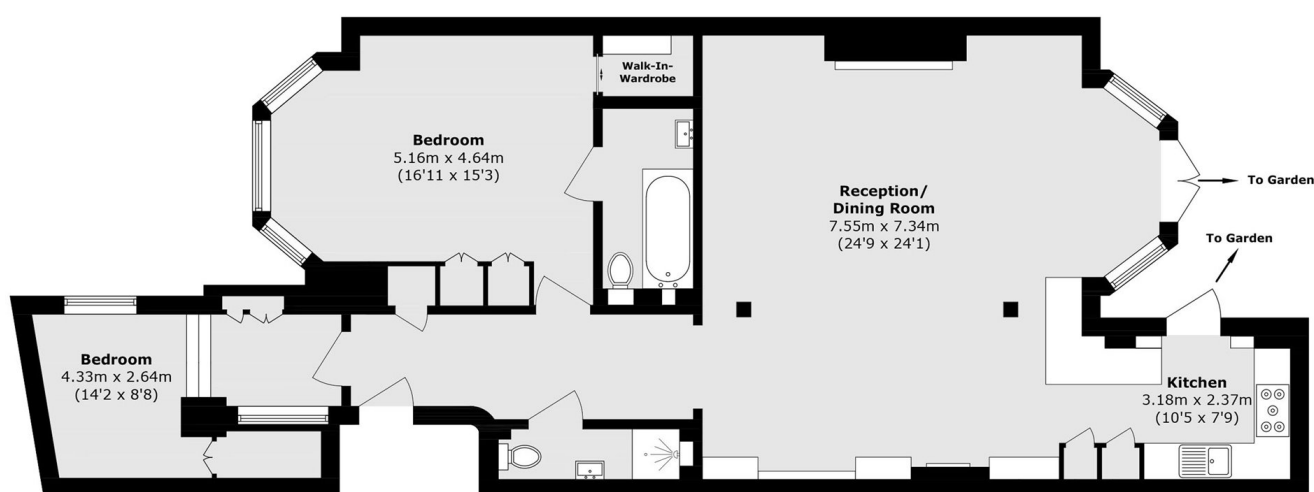 Walk-In-
Wardrobe
Bedroom
5.16m x 4.64m
(16'11 x 15'3)
Reception/
Dining Room
7.55m x 7.34m
(24'9 x 24'1)
To Garden
To Garden
Bedroom
4.33m x 2.64m
(14'2 x 8'8)
Kitchen
3.18m x 2.37m
(10'5 x 7'9)